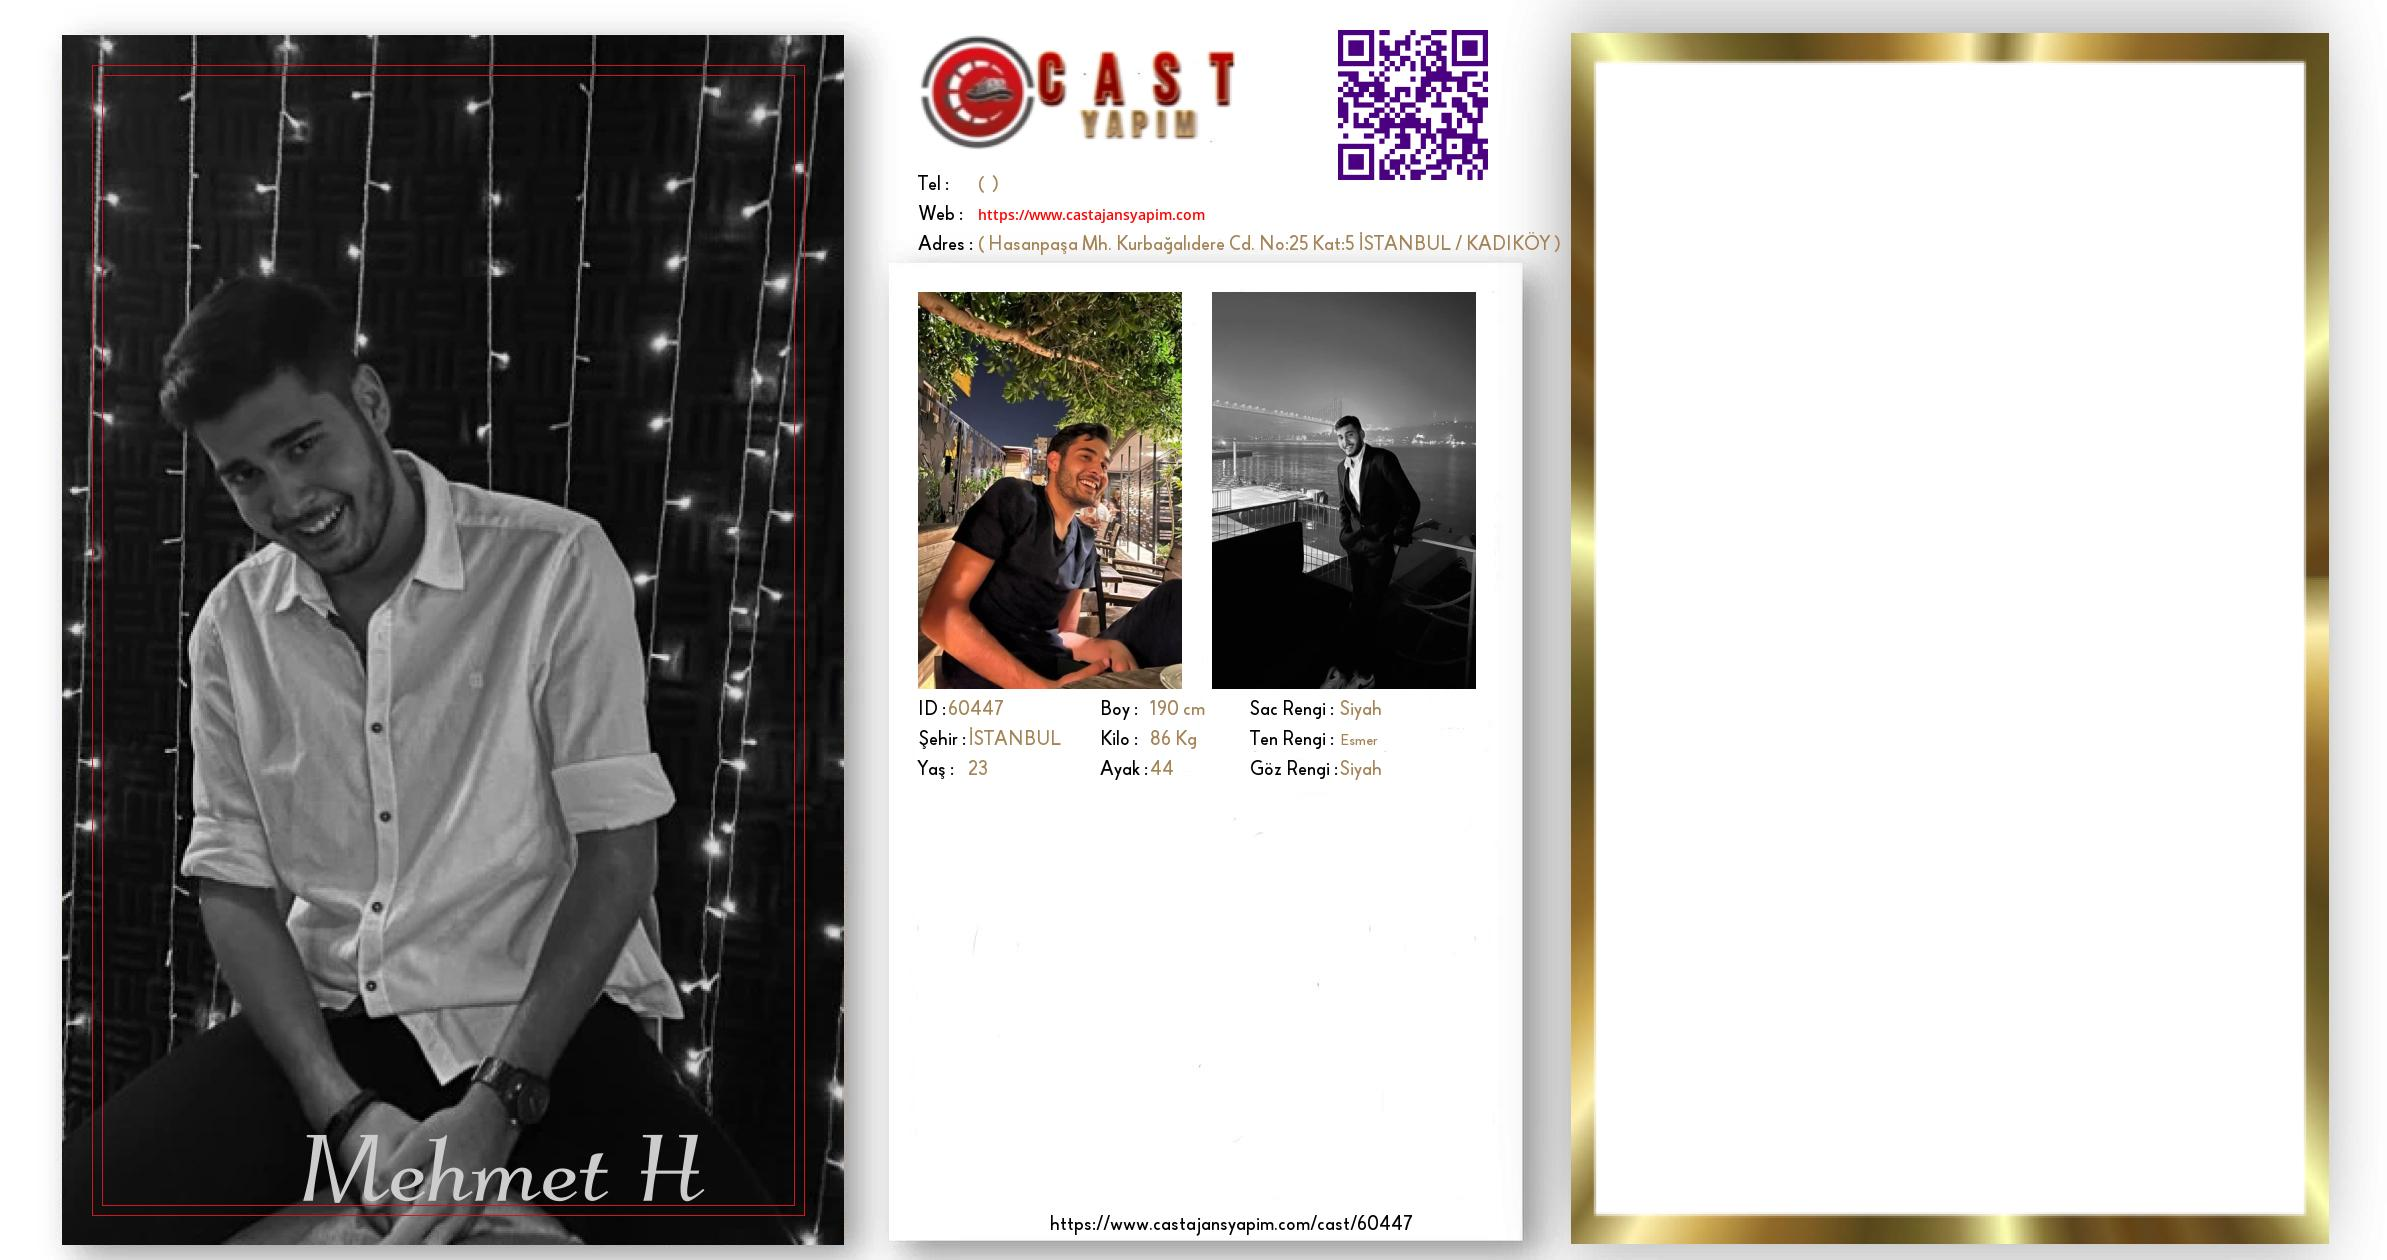 Mehmet H
CAST
YAPIM
Tel : ( )
Web : https://www.castajansyapim.com
Adres : ( Hasanpaşa Mh. Kurbağalıdere Cd. No:25 Kat:5 İSTANBUL / KADIKÖY )
ID : 60447 Boy : 190 cm Sac Rengi : Siyah
Şehir : İSTANBUL Kilo : 86 Kg Ten Rengi : Esmer
Yaş : 23 Ayak : 44 Göz Rengi : Siyah
https://www.castajansyapim.com/cast/60447